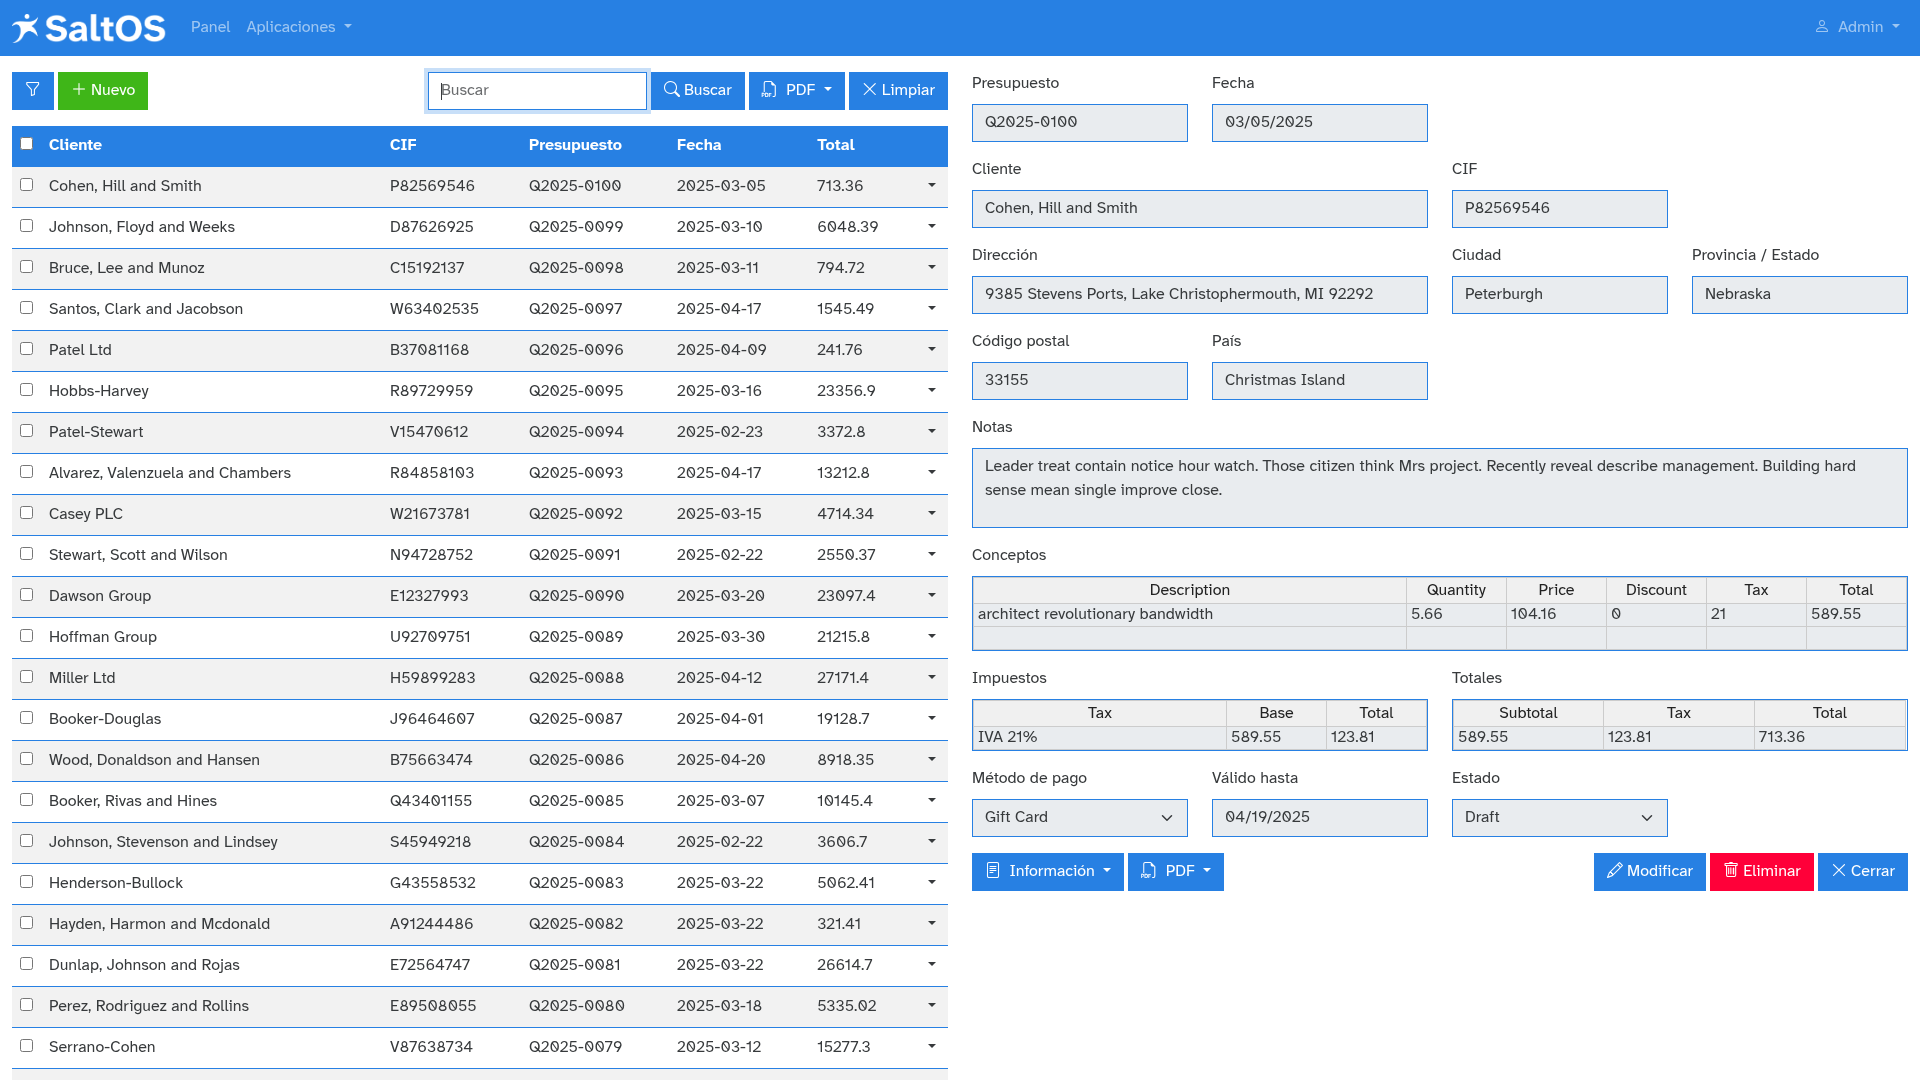 SaltOS Panel Aplicaciones Admin
Nuevo Buscar Buscar PDF Limpiar
Cliente CIF Presupuesto Fecha Total
Cohen, Hill and Smith P82569546 Q2025-0100 2025-03-05 713.36
Johnson, Floyd and Weeks D87626925 Q2025-0099 2025-03-10 6048.39
Bruce, Lee and Munoz C15192137 Q2025-0098 2025-03-11 794.72
Santos, Clark and Jacobson W63402535 Q2025-0097 2025-04-17 1545.49
Patel Ltd B37081168 Q2025-0096 2025-04-09 241.76
Hobbs-Harvey R89729959 Q2025-0095 2025-03-16 23356.9
Patel-Stewart V15470612 Q2025-0094 2025-02-23 3372.8
Alvarez, Valenzuela and Chambers R84858103 Q2025-0093 2025-04-17 13212.8
Casey PLC W21673781 Q2025-0092 2025-03-15 4714.34
Stewart, Scott and Wilson N94728752 Q2025-0091 2025-02-22 2550.37
Dawson Group E12327993 Q2025-0090 2025-03-20 23097.4
Hoffman Group U92709751 Q2025-0089 2025-03-30 21215.8
Miller Ltd H59899283 Q2025-0088 2025-04-12 27171.4
Booker-Douglas J96464607 Q2025-0087 2025-04-01 19128.7
Wood, Donaldson and Hansen B75663474 Q2025-0086 2025-04-20 8918.35
Booker, Rivas and Hines Q43401155 Q2025-0085 2025-03-07 10145.4
Johnson, Stevenson and Lindsey S45949218 Q2025-0084 2025-02-22 3606.7
Henderson-Bullock G43558532 Q2025-0083 2025-03-22 5062.41
Hayden, Harmon and Mcdonald A91244486 Q2025-0082 2025-03-22 321.41
Dunlap, Johnson and Rojas E72564747 Q2025-0081 2025-03-22 26614.7
Perez, Rodriguez and Rollins E89508055 Q2025-0080 2025-03-18 5335.02
Serrano-Cohen V87638734 Q2025-0079 2025-03-12 15277.3
Presupuesto Fecha
Q2025-0100 03/05/2025
Cliente CIF
Cohen, Hill and Smith P82569546
Dirección Ciudad Provincia / Estado
9385 Stevens Ports, Lake Christophermouth, MI 92292 Peterburgh Nebraska
Código postal País
33155 Christmas Island
Notas
Leader treat contain notice hour watch. Those citizen think Mrs project. Recently reveal describe management. Building hard
sense mean single improve close.
Conceptos
Description Quantity Price Discount Tax Total
architect revolutionary bandwidth 5.66 104.16 0 21 589.55
Impuestos Totales
Tax Base Total Subtotal Tax Total
IVA 21% 589.55 123.81 589.55 123.81 713.36
Método de pago Válido hasta Estado
Gift Card 04/19/2025 Draft
Información PDF Modificar Eliminar Cerrar